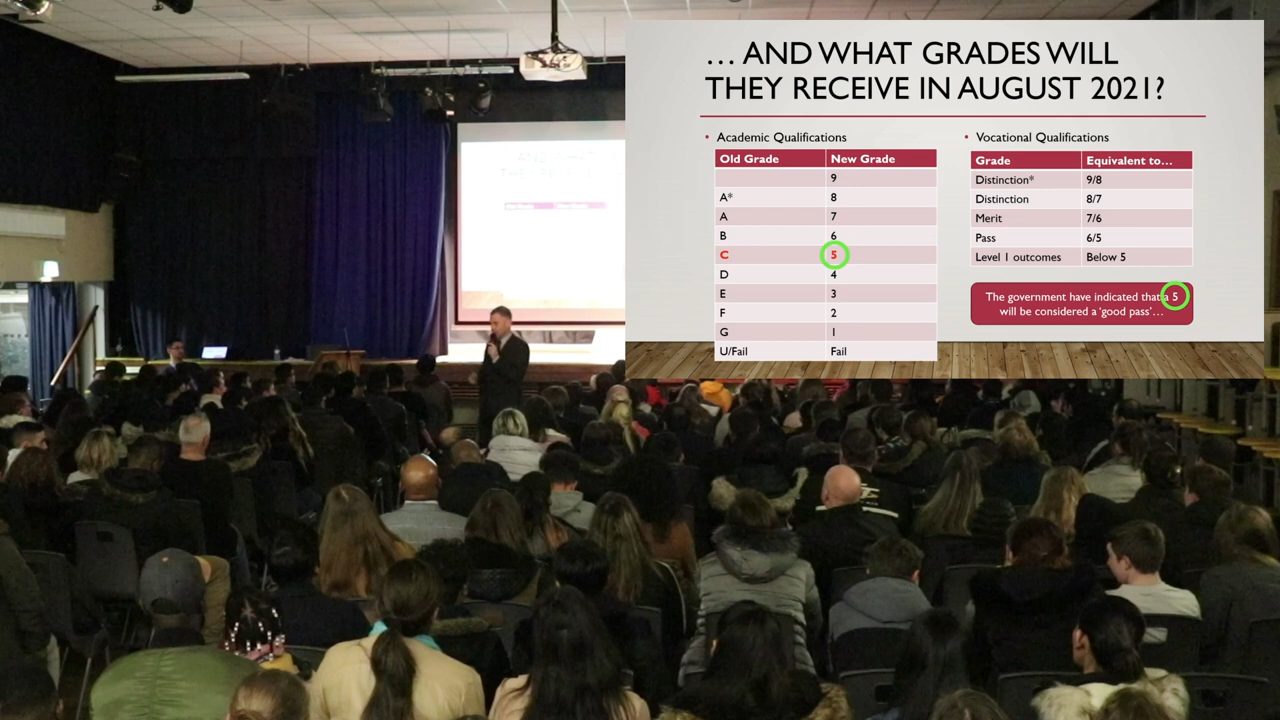 … AND WHAT GRADES WILL
THEY RECEIVE IN AUGUST 2021?
• Academic Qualifications
Old Grade New Grade
9
A* 8
A 7
B 6
C 5
D 4
E 3
F 2
G 1
U/Fail Fail
• Vocational Qualifications
Grade Equivalent to…
Distinction* 9/8
Distinction 8/7
Merit 7/6
Pass 6/5
Level 1 outcomes Below 5
The government have indicated that a 5
will be considered a 'good pass'…